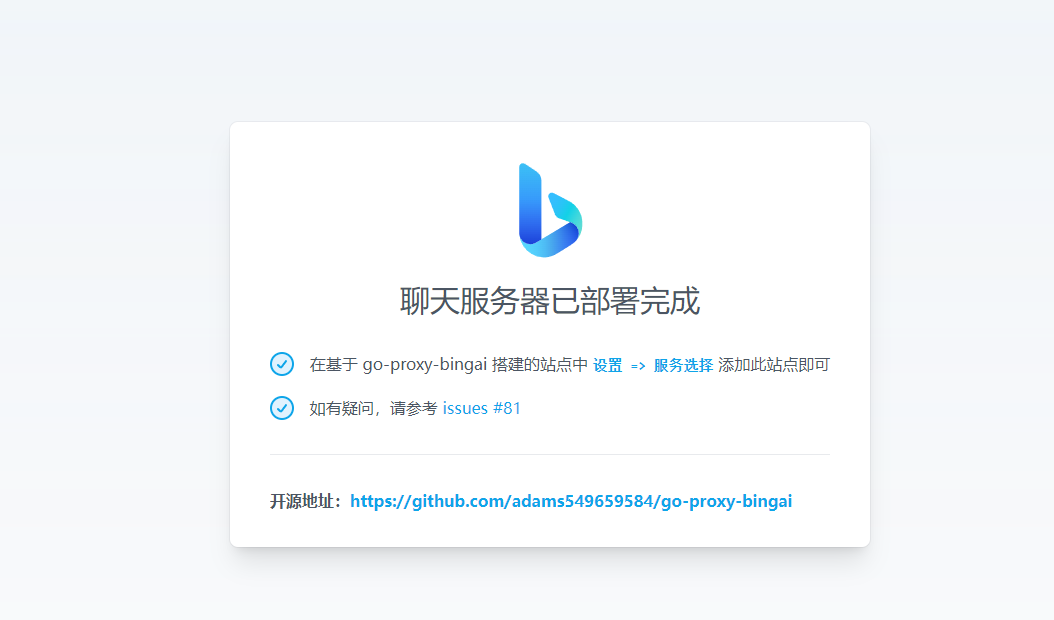 聊天服务器已部署完成
在基于 go-proxy-bingai 搭建的站点中 设置 => 服务选择 添加此站点即可
如有疑问，请参考 issues #81
开源地址：https://github.com/adams549659584/go-proxy-bingai